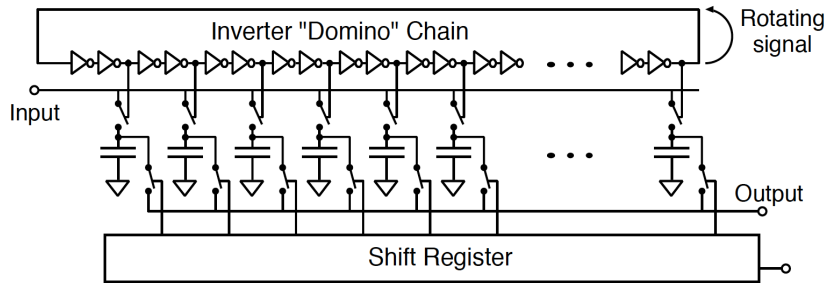 Inverter "Domino" Chain
Rotating
signal
Input
Output
Shift Register